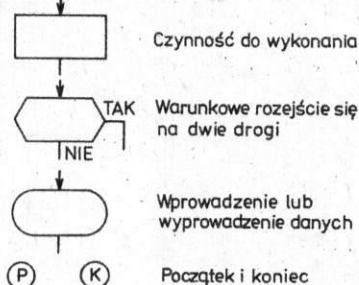 Czynność do wykonania
TAK
Warunkowe rozejście się
na dwie drogi
NIE
Wprowadzenie lub
wyprowadzenie danych
P K Początek i koniec